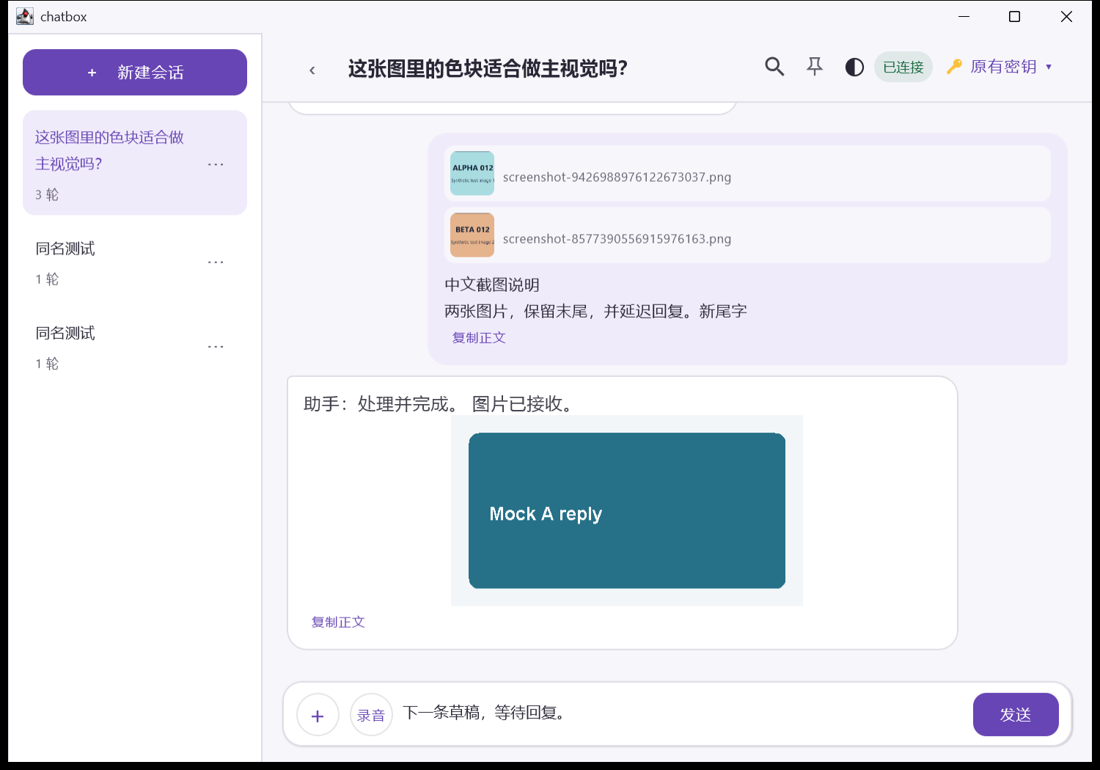 chatbox
+ 新建会话
这张图里的色块适合做
主视觉吗?
...
3 轮
同名测试
...
1 轮
同名测试
...
1 轮
‹ 这张图里的色块适合做主视觉吗?
已连接
原有密钥 ▾
ALPHA 012
Synthetic test image
screenshot-9426988976122673037.png
BETA 012
Synthetic test image
screenshot-8577390556915976163.png
中文截图说明
两张图片，保留末尾，并延迟回复。新尾字
复制正文
助手：处理并完成。 图片已接收。
Mock A reply
复制正文
+ 录音 下一条草稿，等待回复。 发送